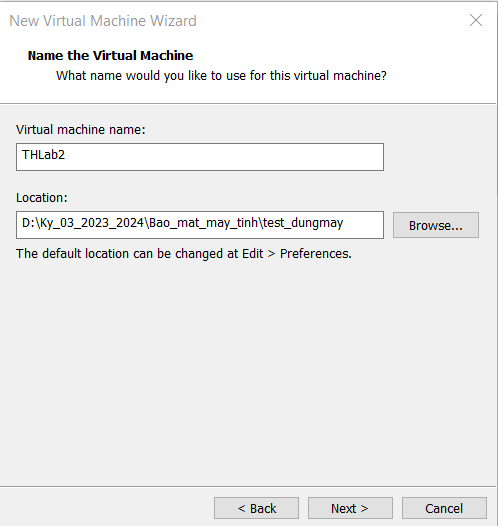 New Virtual Machine Wizard
Name the Virtual Machine
What name would you like to use for this virtual machine?
Virtual machine name:
THLab2
Location:
D:\Ky_03_2023_2024\Bao_mat_may_tinh\test_dungmay
Browse...
The default location can be changed at Edit > Preferences.
< Back
Next >
Cancel